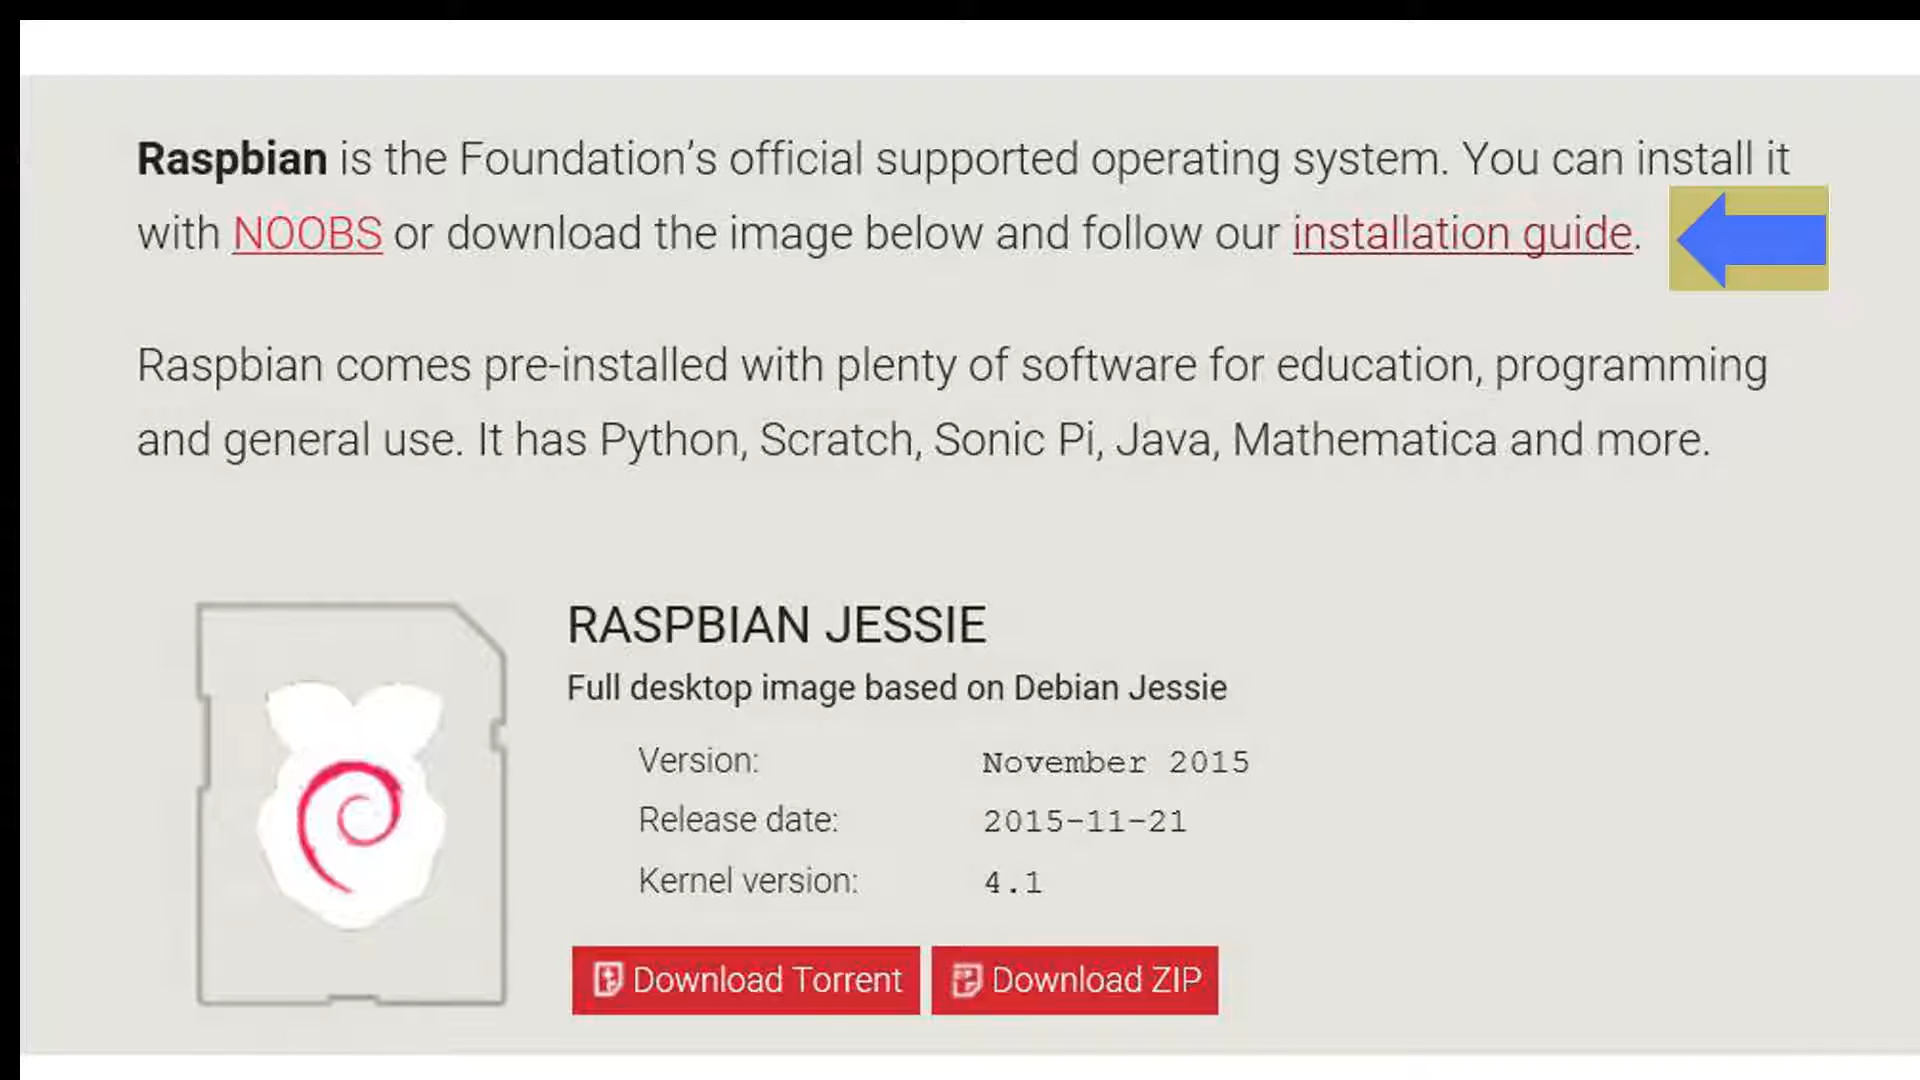 Raspbian is the Foundation’s official supported operating system. You can install it
with NOOBS or download the image below and follow our installation guide.
Raspbian comes pre-installed with plenty of software for education, programming
and general use. It has Python, Scratch, Sonic Pi, Java, Mathematica and more.
RASPBIAN JESSIE
Full desktop image based on Debian Jessie
Version: November 2015
Release date: 2015-11-21
Kernel version: 4.1
Download Torrent Download ZIP